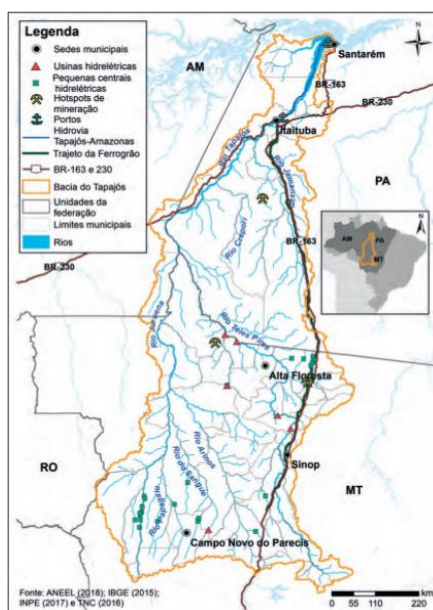 Legenda
Sedes municipais
Usinas hidrelétricas
Pequenas centrais
hidrelétricas
Hotspots de
mineração
Portos
Hidrovia
Tapajós-Amazonas
Trajeto da Ferrogrão
BR-163 e 230
Bacia do Tapajós
Unidades da
federação
Limites municipais
Rios
AM
Santarém
N
BR-163
BR-230
Itaituba
Rio Tapajós
Rio Jamanxim
PA
Rio Crepori
BR-163
AM
PA
MT
N
BR-230
Rio Juruena
Rio Teles Pires
Alta Floresta
Rio Arinos
Rio do Sangue
RO
Sinop
MT
Rio Papagaio
Campo Novo do Parecis
Fonte: ANEEL (2018); IBGE (2015);
INPE (2017) e TNC (2016)
km
0 55 110 220